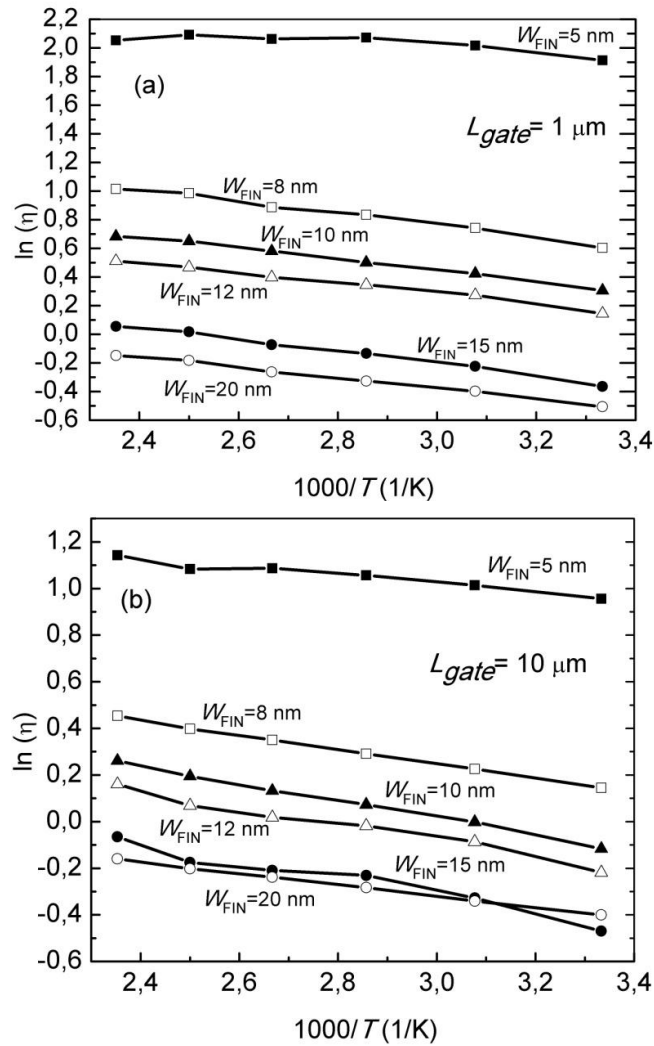 2,2
2,0
1,8
1,6
1,4
1,2
1,0
0,8
0,6
0,4
0,2
0,0
-0,2
-0,4
-0,6
ln (η)
(a)
W_FIN=5 nm
L_gate= 1 μm
W_FIN=8 nm
W_FIN=10 nm
W_FIN=12 nm
W_FIN=15 nm
W_FIN=20 nm
2,4 2,6 2,8 3,0 3,2 3,4
1000/T (1/K)
1,2
1,0
0,8
0,6
0,4
0,2
0,0
-0,2
-0,4
-0,6
ln (η)
(b)
W_FIN=5 nm
L_gate= 10 μm
W_FIN=8 nm
W_FIN=10 nm
W_FIN=12 nm
W_FIN=15 nm
W_FIN=20 nm
2,4 2,6 2,8 3,0 3,2 3,4
1000/T (1/K)